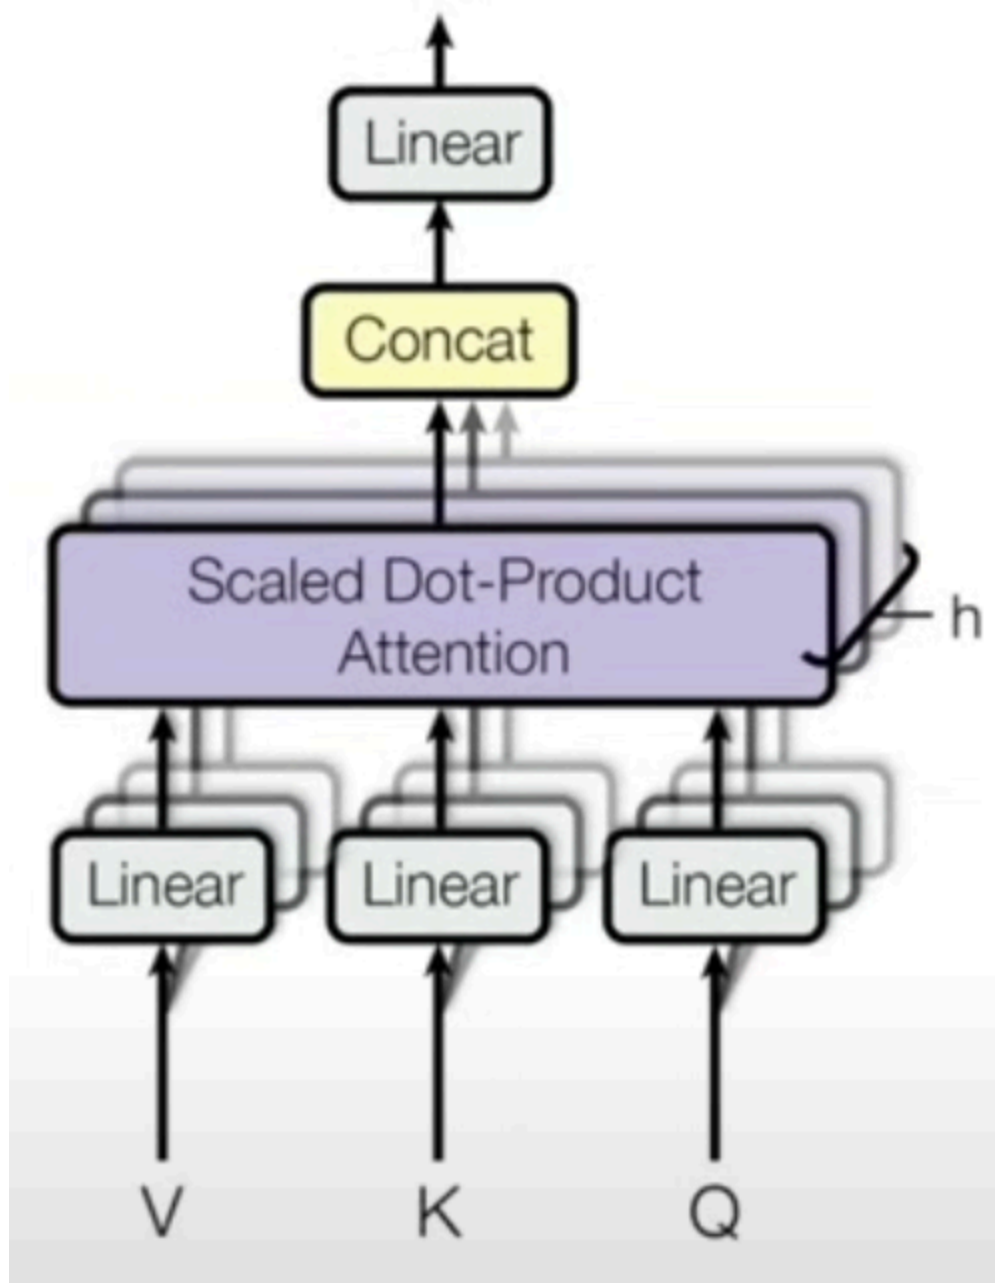 Linear
Concat
Scaled Dot-Product
Attention
h
Linear
Linear
Linear
V
K
Q